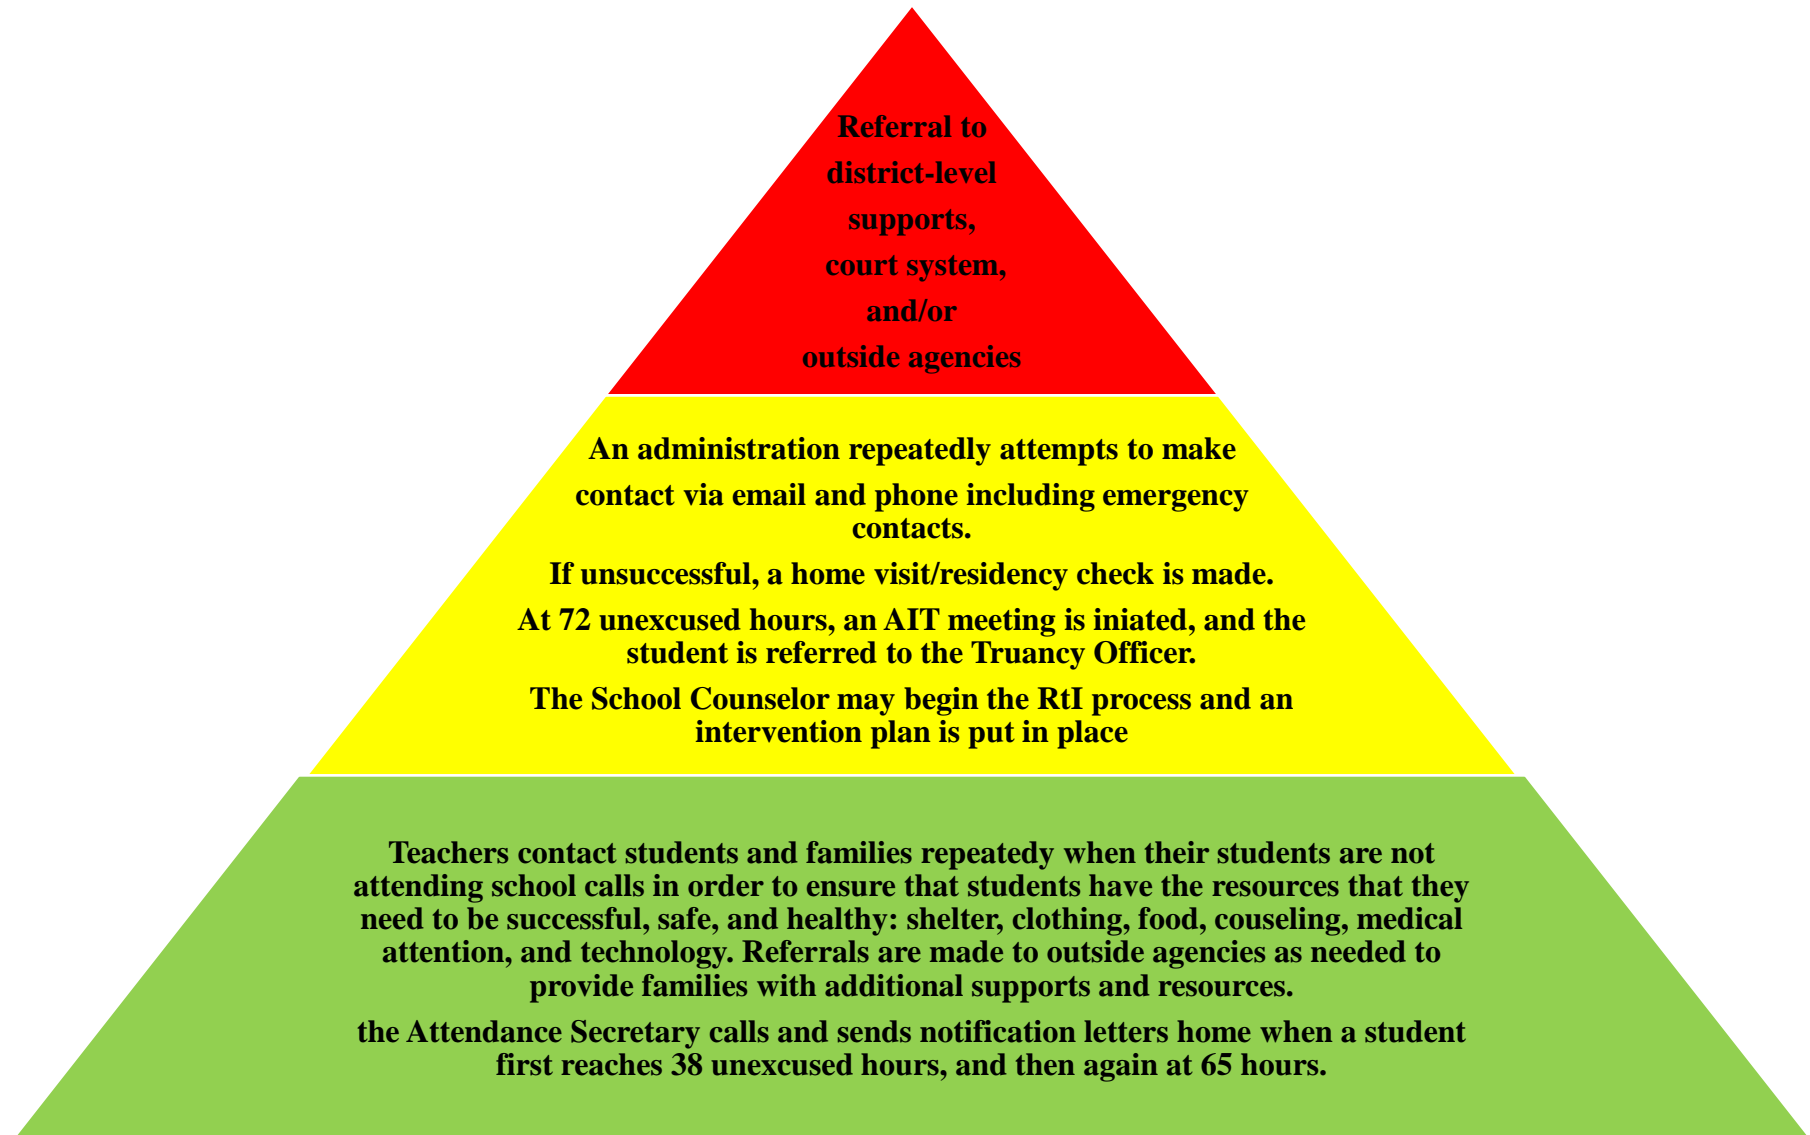 Referral to
district-level
supports,
court system,
and/or
outside agencies
An administration repeatedly attempts to make
contact via email and phone including emergency
contacts.
If unsuccessful, a home visit/residency check is made.
At 72 unexcused hours, an AIT meeting is iniated, and the
student is referred to the Truancy Officer.
The School Counselor may begin the RtI process and an
intervention plan is put in place
Teachers contact students and families repeatedy when their students are not
attending school calls in order to ensure that students have the resources that they
need to be successful, safe, and healthy: shelter, clothing, food, couseling, medical
attention, and technology. Referrals are made to outside agencies as needed to
provide families with additional supports and resources.
the Attendance Secretary calls and sends notification letters home when a student
first reaches 38 unexcused hours, and then again at 65 hours.